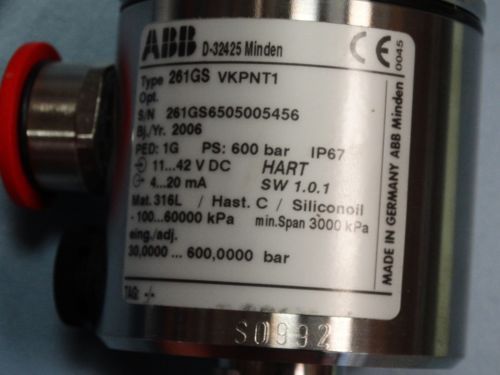 ABB D-32425 Minden
CE 0045
Type 261GS VKPNT1
Opt.
S/N 261GS6505005456
Bj./Yr. 2006
PED: 1G PS: 600 bar IP67
11...42 V DC HART
4...20 mA SW 1.0.1
Mat. 316L / Hast. C / Siliconoil
-100...60000 kPa min.Span 3000 kPa
eing./adj.
30,0000 ... 600,0000 bar
TAG: -/-
MADE IN GERMANY ABB Minden
S0992